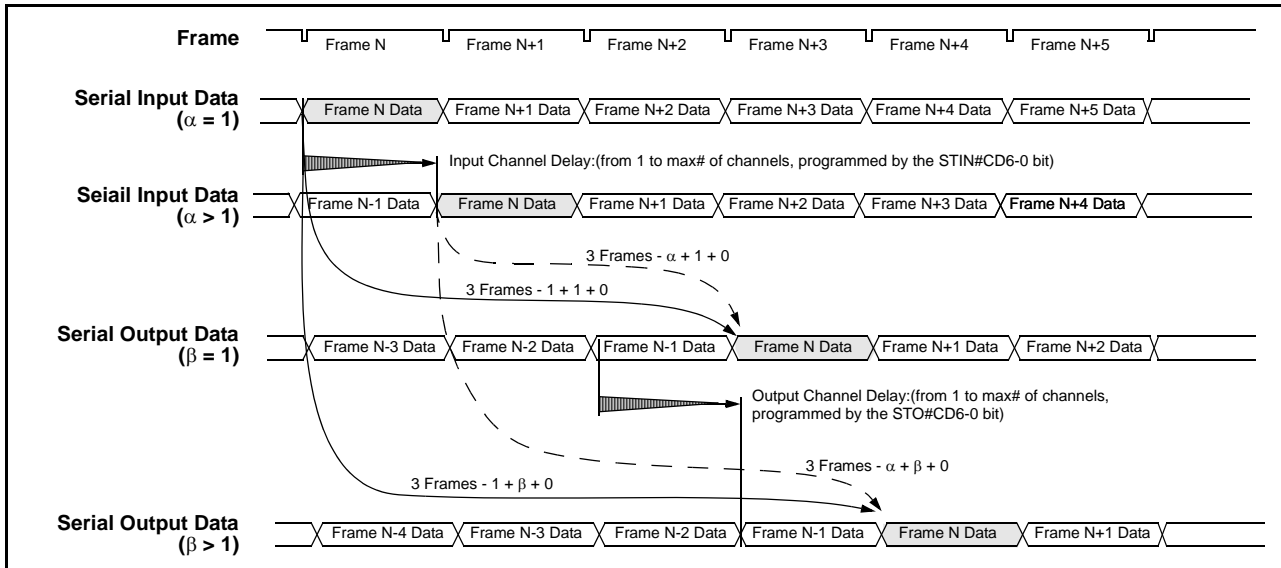 Frame
Frame N
Frame N+1
Frame N+2
Frame N+3
Frame N+4
Frame N+5
Serial Input Data
(α = 1)
Frame N Data
Frame N+1 Data
Frame N+2 Data
Frame N+3 Data
Frame N+4 Data
Frame N+5 Data
Input Channel Delay:(from 1 to max# of channels, programmed by the STIN#CD6-0 bit)
Seiail Input Data
(α > 1)
Frame N-1 Data
Frame N Data
Frame N+1 Data
Frame N+2 Data
Frame N+3 Data
Frame N+4 Data
3 Frames - α + 1 + 0
3 Frames - 1 + 1 + 0
Serial Output Data
(β = 1)
Frame N-3 Data
Frame N-2 Data
Frame N-1 Data
Frame N Data
Frame N+1 Data
Frame N+2 Data
Output Channel Delay:(from 1 to max# of channels,
programmed by the STO#CD6-0 bit)
3 Frames - α + β + 0
3 Frames - 1 + β + 0
Serial Output Data
(β > 1)
Frame N-4 Data
Frame N-3 Data
Frame N-2 Data
Frame N-1 Data
Frame N Data
Frame N+1 Data